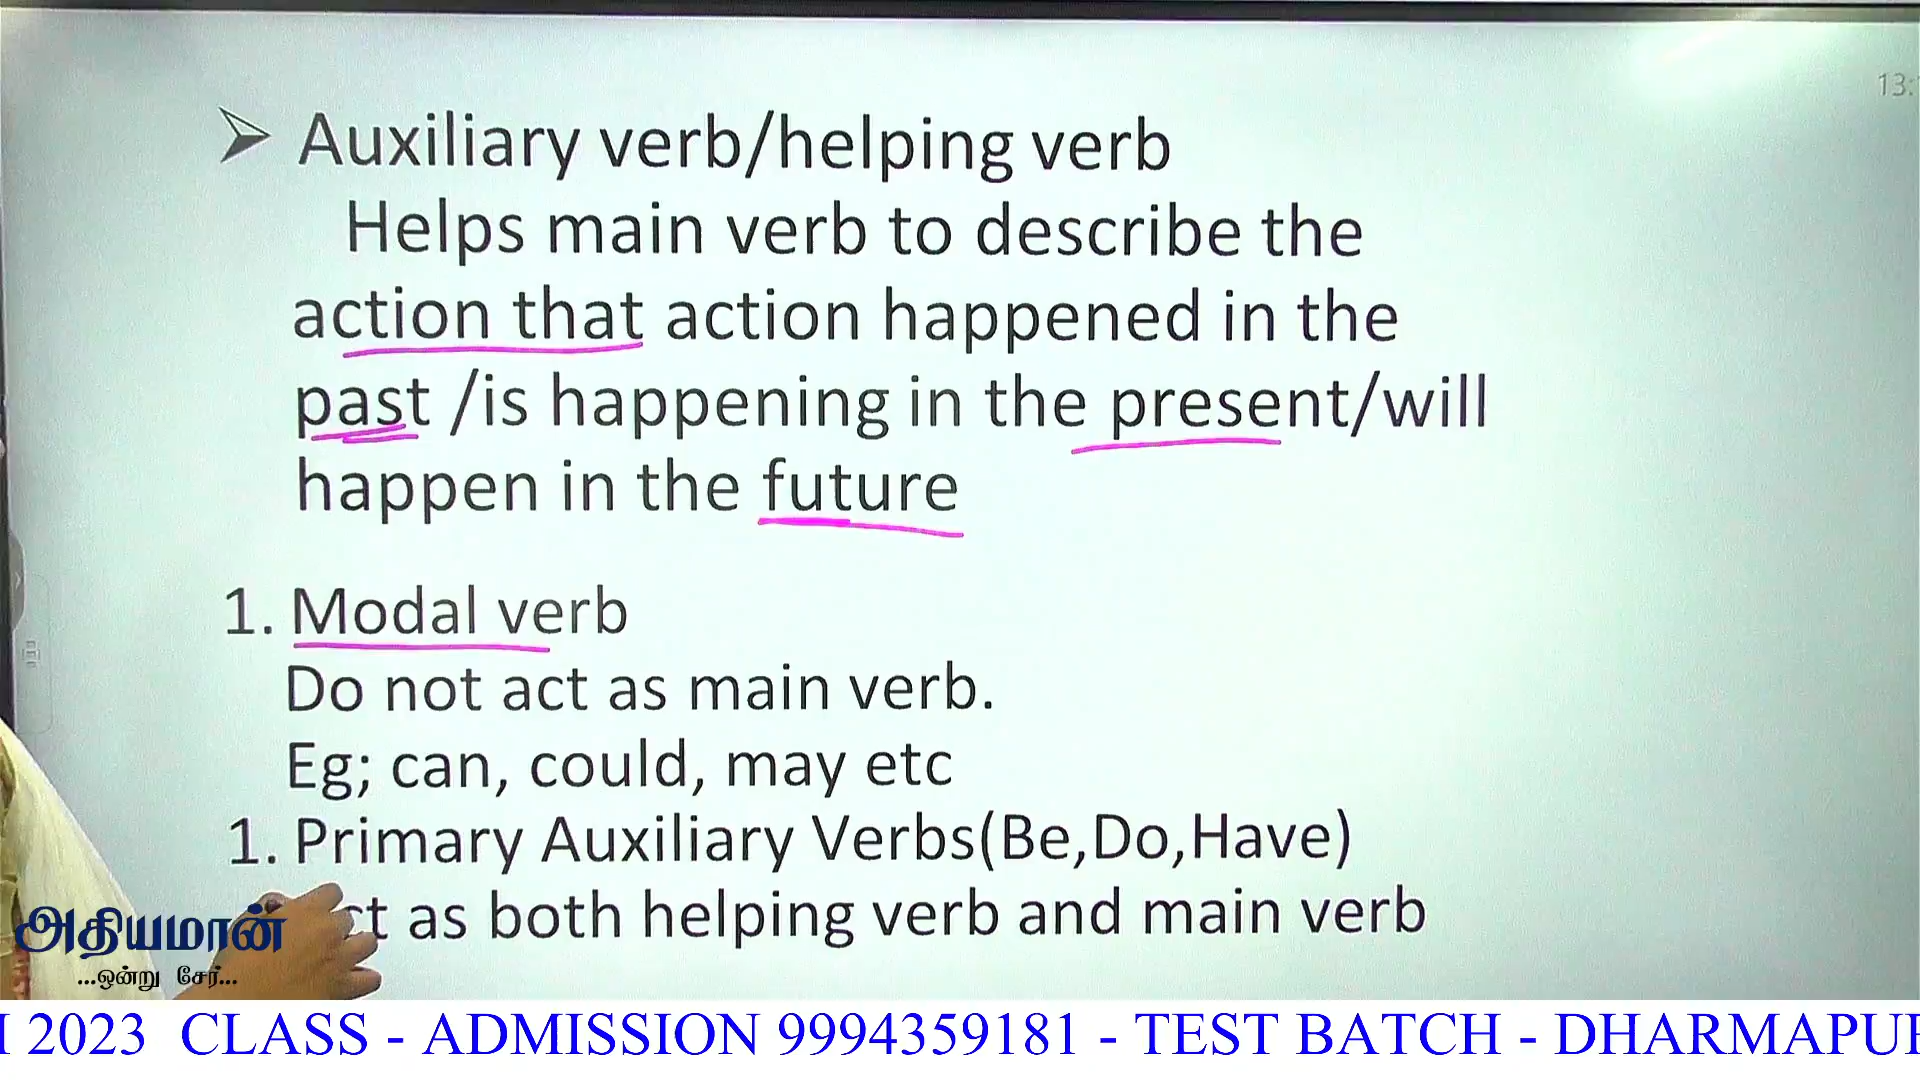 13:
Auxiliary verb/helping verb
Helps main verb to describe the
action that action happened in the
past /is happening in the present/will
happen in the future
1. Modal verb
Do not act as main verb.
Eg; can, could, may etc
1. Primary Auxiliary Verbs(Be,Do,Have)
as both helping verb and main verb
அதியமான்
...ஒன்று சேர்...
2023 CLASS - ADMISSION 9994359181 - TEST BATCH -